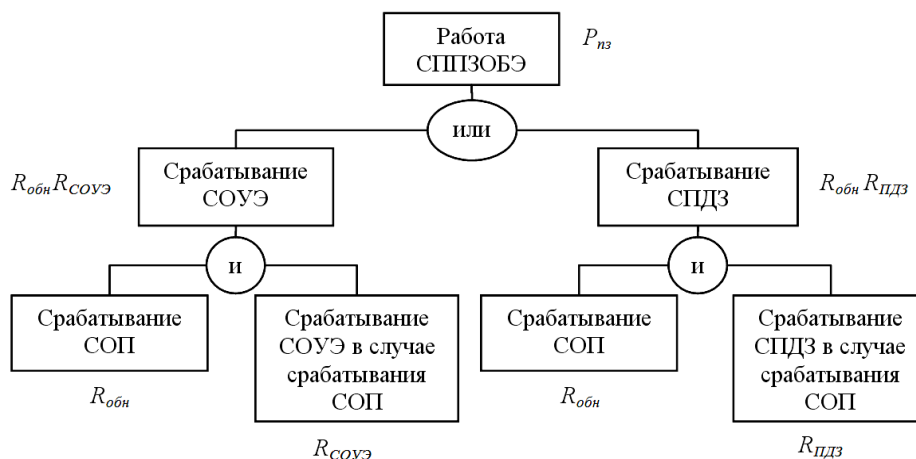 Работа
СППЗОБЭ
Pпз
или
RобнRСОУЭ
Срабатывание
СОУЭ
Срабатывание
СПДЗ
Rобн RПДЗ
и
и
Срабатывание
СОП
Срабатывание
СОУЭ в случае
срабатывания
СОП
Срабатывание
СОП
Срабатывание
СПДЗ в случае
срабатывания
СОП
Rобн
RСОУЭ
Rобн
RПДЗ